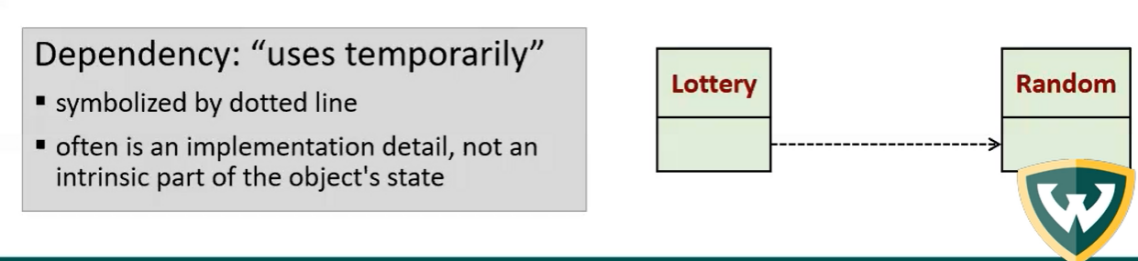 Dependency: “uses temporarily”
▪ symbolized by dotted line
▪ often is an implementation detail, not an
intrinsic part of the object's state
Lottery
Random
W